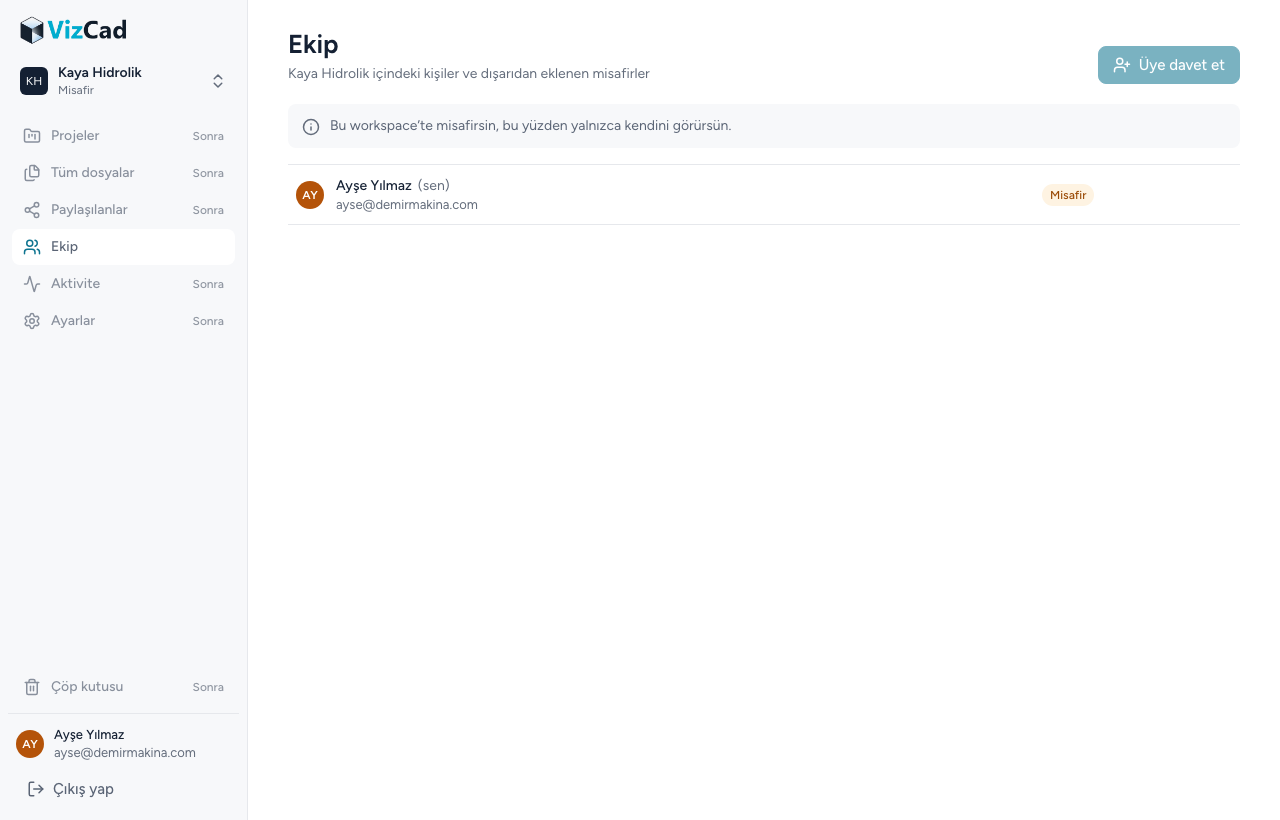 VizCad
KH
Kaya Hidrolik
Misafir
Projeler Sonra
Tüm dosyalar Sonra
Paylaşılanlar Sonra
Ekip
Aktivite Sonra
Ayarlar Sonra
Çöp kutusu Sonra
AY
Ayşe Yılmaz
ayse@demirmakina.com
Çıkış yap
Ekip
Kaya Hidrolik içindeki kişiler ve dışarıdan eklenen misafirler
Üye davet et
Bu workspace’te misafirsin, bu yüzden yalnızca kendini görürsün.
AY
Ayşe Yılmaz (sen)
ayse@demirmakina.com
Misafir